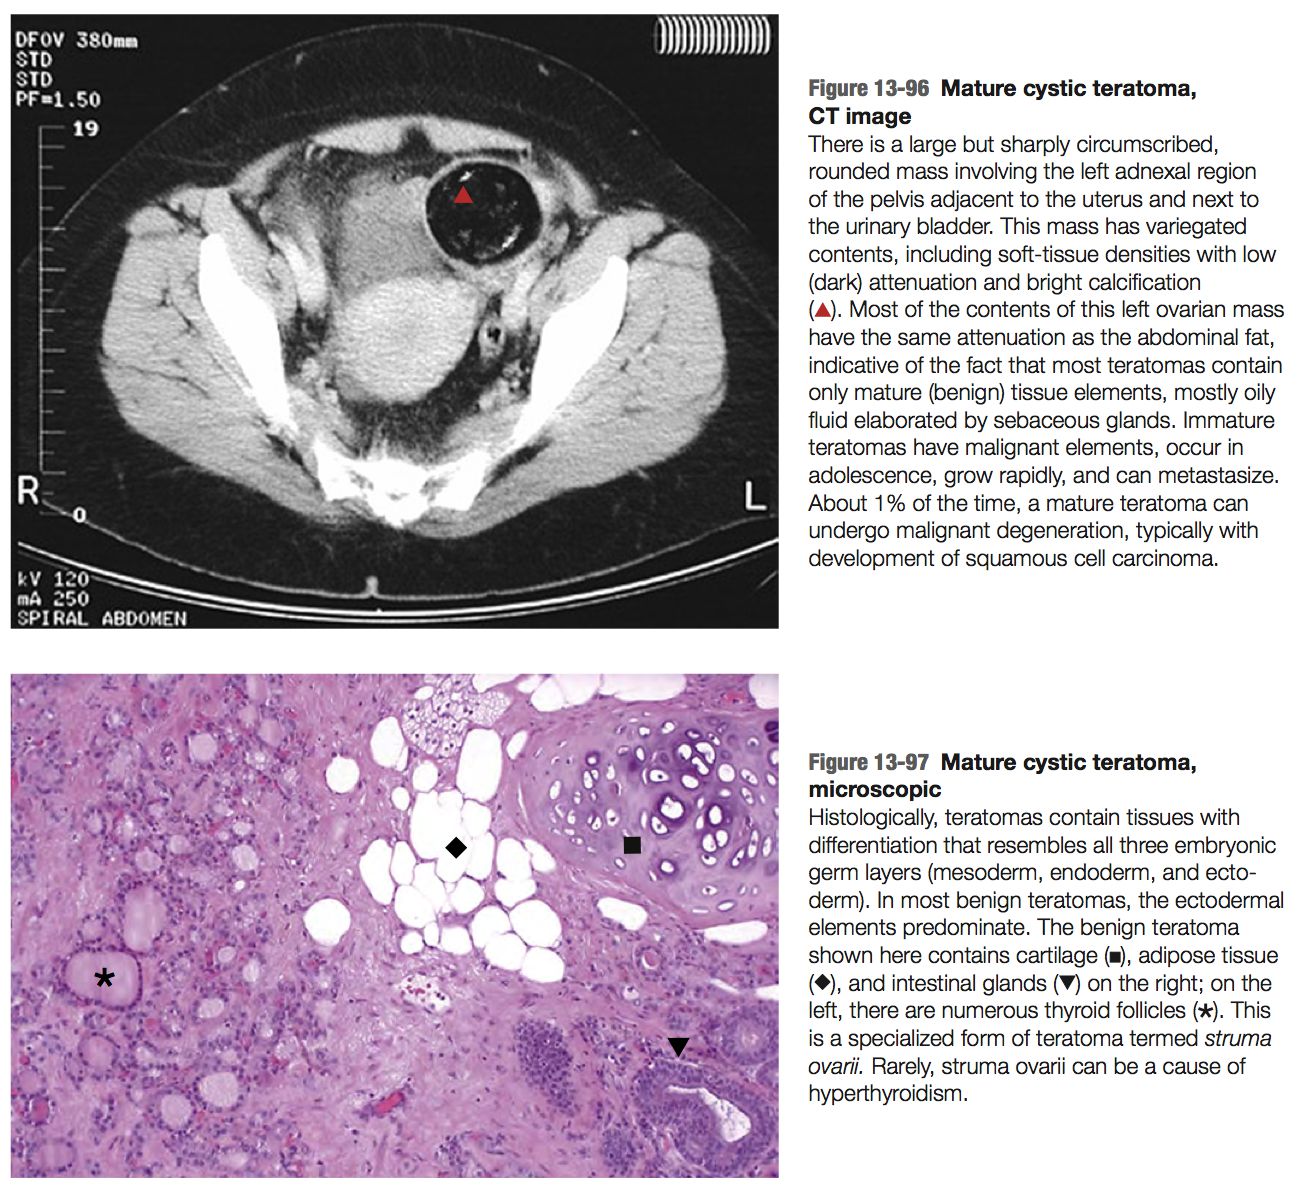 DFOV 380mm
STD
STD
PF=1.50
19
R
L
0
kV 120
mA 250
SPIRAL ABDOMEN
Figure 13-96 Mature cystic teratoma,
CT image
There is a large but sharply circumscribed,
rounded mass involving the left adnexal region
of the pelvis adjacent to the uterus and next to
the urinary bladder. This mass has variegated
contents, including soft-tissue densities with low
(dark) attenuation and bright calcification
(▲). Most of the contents of this left ovarian mass
have the same attenuation as the abdominal fat,
indicative of the fact that most teratomas contain
only mature (benign) tissue elements, mostly oily
fluid elaborated by sebaceous glands. Immature
teratomas have malignant elements, occur in
adolescence, grow rapidly, and can metastasize.
About 1% of the time, a mature teratoma can
undergo malignant degeneration, typically with
development of squamous cell carcinoma.
Figure 13-97 Mature cystic teratoma,
microscopic
Histologically, teratomas contain tissues with
differentiation that resembles all three embryonic
germ layers (mesoderm, endoderm, and ecto-
derm). In most benign teratomas, the ectodermal
elements predominate. The benign teratoma
shown here contains cartilage (■), adipose tissue
(◆), and intestinal glands (▼) on the right; on the
left, there are numerous thyroid follicles (*). This
is a specialized form of teratoma termed struma
ovarii. Rarely, struma ovarii can be a cause of
hyperthyroidism.